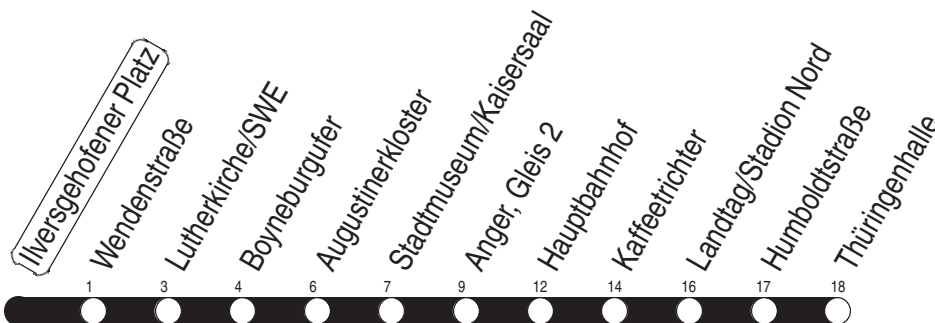 Ilversgehofener Platz
Wendenstraße
Lutherkirche/SWE
Boyneburgufer
Augustinerkloster
Stadtmuseum/Kaisersaal
Anger, Gleis 2
Hauptbahnhof
Kaffeetrichter
Landtag/Stadion Nord
Humboldtstraße
Thüringenhalle
1 3 4 6 7 9 12 14 16 17 18